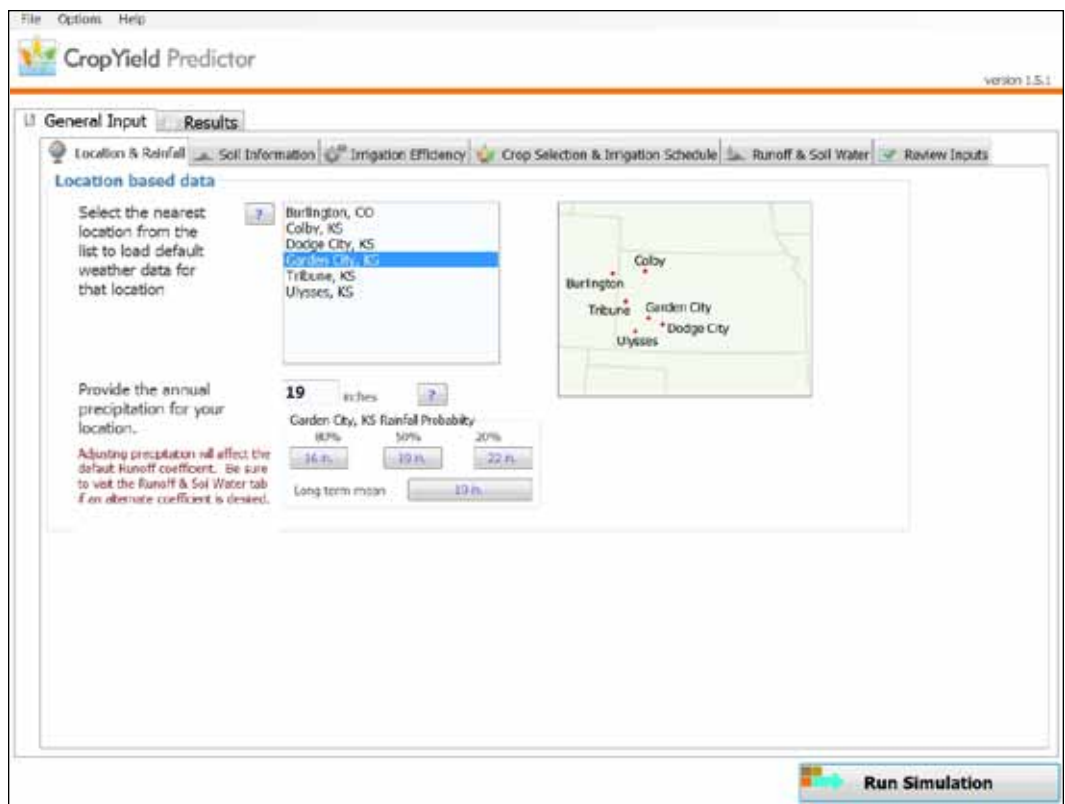 File Options Help
CropYield Predictor
version 1.5.1
General Input Results
Location & Rainfall Soil Information Irrigation Efficiency Crop Selection & Irrigation Schedule Runoff & Soil Water Review Inputs
Location based data
Select the nearest
location from the
list to load default
weather data for
that location
?
Burlington, CO
Colby, KS
Dodge City, KS
Garden City, KS
Tribune, KS
Ulysses, KS
Colby
Burlington
Tribune Garden City
Dodge City
Ulysses
Provide the annual
precipitation for your
location.
19 inches ?
Adjusting precipitation will affect the
default Runoff coefficient. Be sure
to visit the Runoff & Soil Water tab
if an alternate coefficient is desired.
Garden City, KS Rainfall Probability
80% 50% 20%
16 in. 19 in. 22 in.
Long term mean 19 in.
Run Simulation